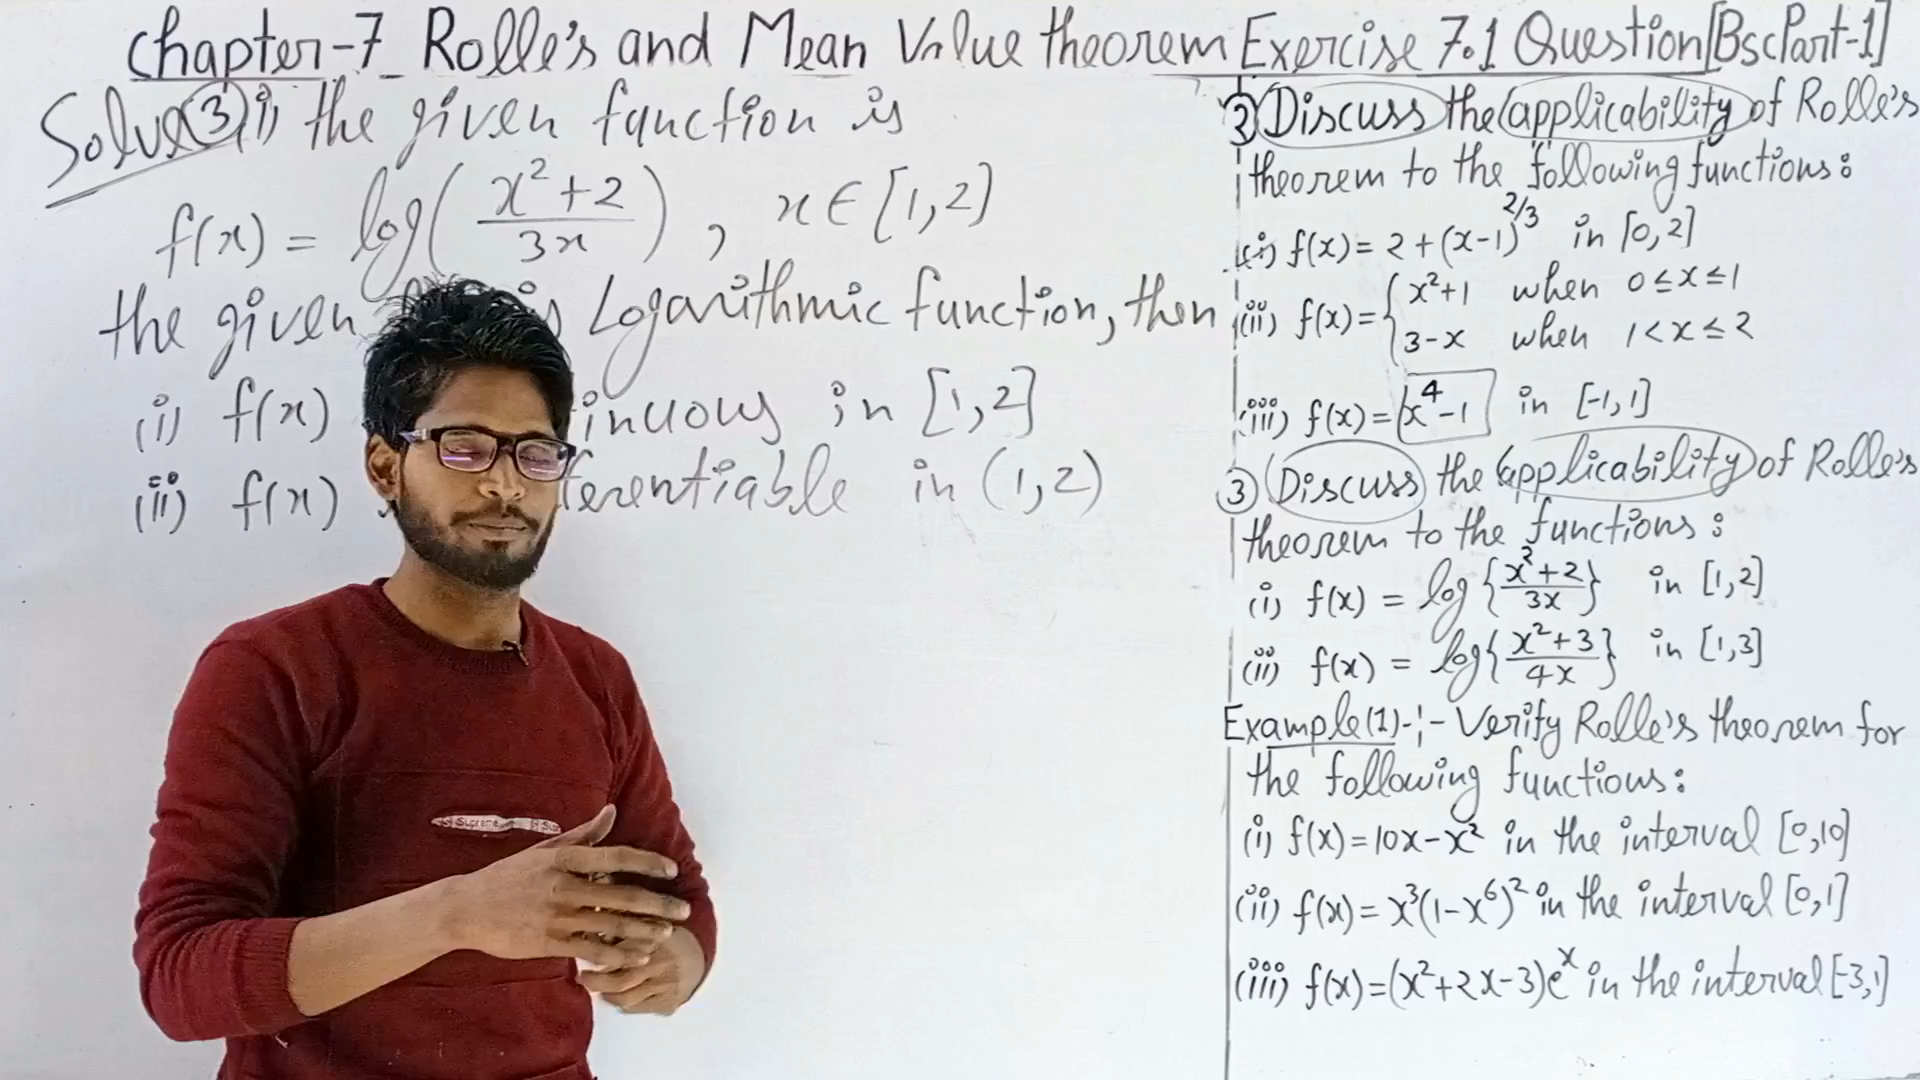 Chapter-7 Rolle's and Mean Value theorem Exercise 7.1 Question[BscPart-1]
Solve 3 i) the given function is
f(x) = log(x²+2/3x), x∈[1,2]
the given is Logarithmic function, then
(i) f(x) inuous in [1,2]
(ii) f(x) ferentiable in (1,2)
3 Discuss the applicability of Rolle's
theorem to the following functions:
(i) f(x) = 2+(x-1)^2/3 in [0,2]
(ii) f(x) = { x²+1 when 0≤x≤1
3-x when 1<x≤2
(iii) f(x) = x⁴-1 in [-1,1]
3 Discuss the applicability of Rolle's
theorem to the functions:
(i) f(x) = log{x²+2/3x} in [1,2]
(ii) f(x) = log{x²+3/4x} in [1,3]
Example(1)-:- Verify Rolle's theorem for
the following functions:
(i) f(x)=10x-x² in the interval [0,10]
(ii) f(x)= x³(1-x⁶)² in the interval [0,1]
(iii) f(x)=(x²+2x-3)eˣ in the interval [-3,1]
Supreme